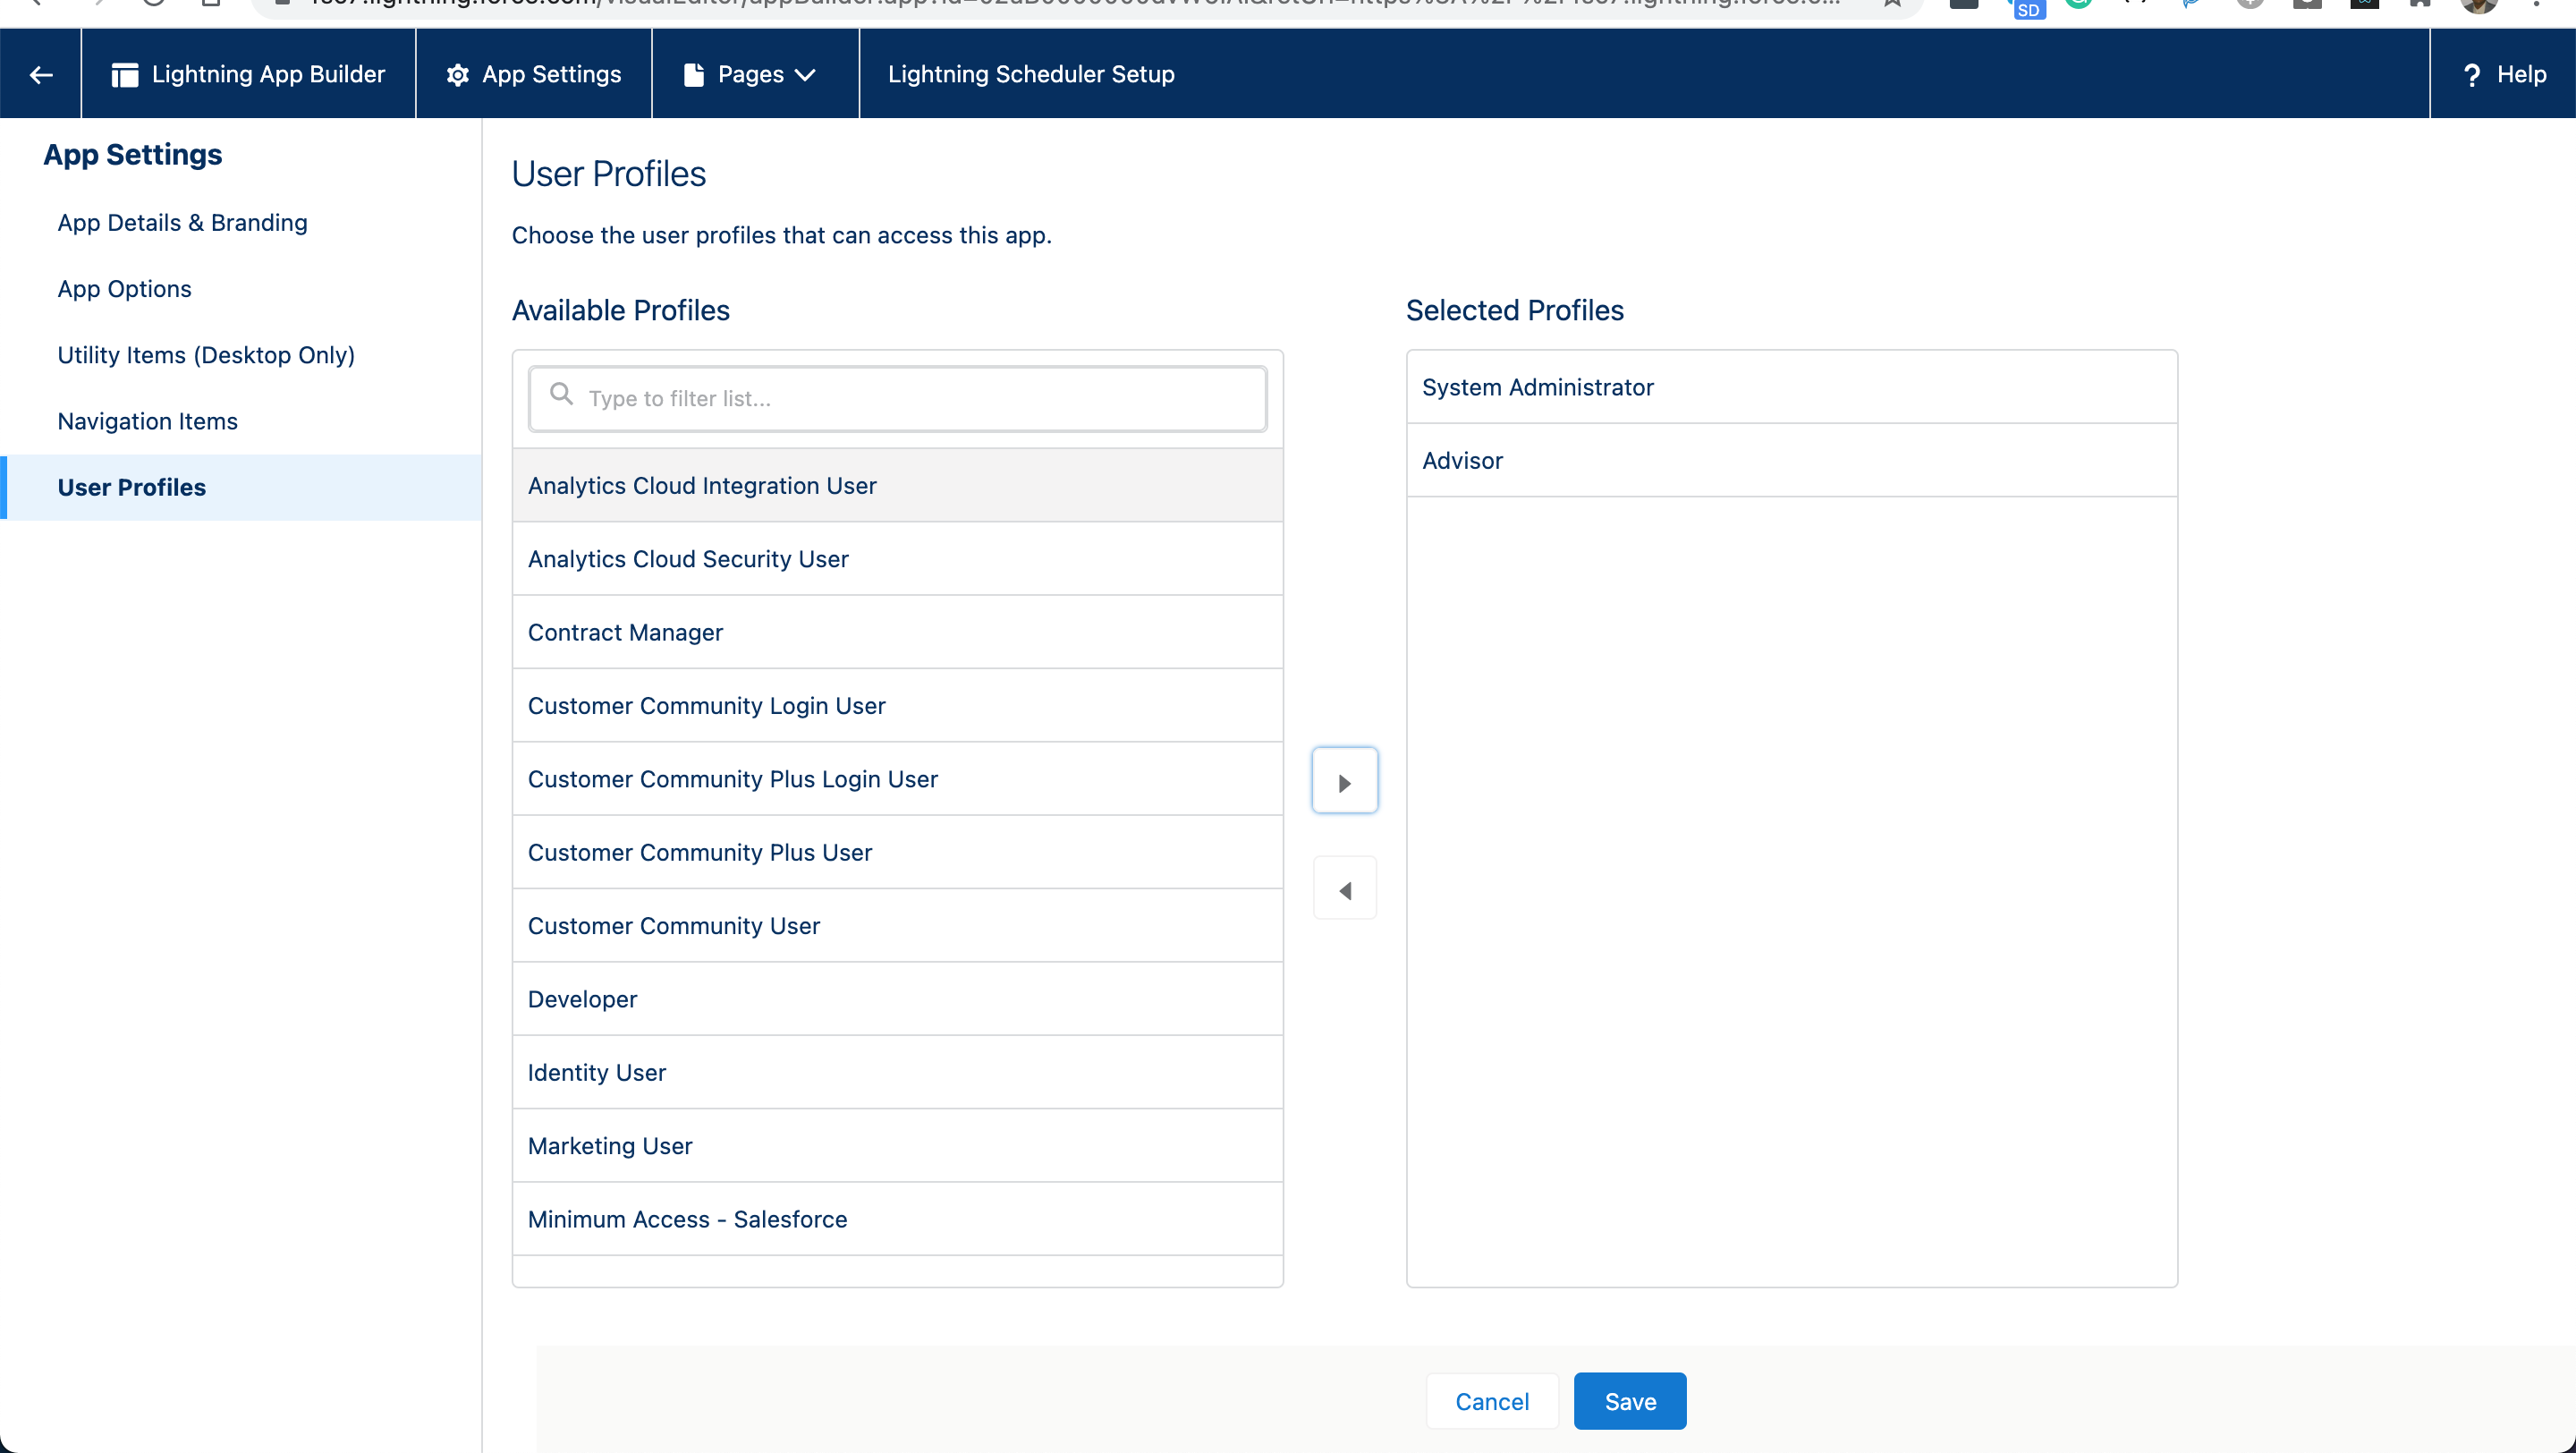 SD
Lightning App Builder
App Settings
Pages
Lightning Scheduler Setup
? Help
App Settings
App Details & Branding
App Options
Utility Items (Desktop Only)
Navigation Items
User Profiles
User Profiles
Choose the user profiles that can access this app.
Available Profiles
Type to filter list...
Analytics Cloud Integration User
Analytics Cloud Security User
Contract Manager
Customer Community Login User
Customer Community Plus Login User
Customer Community Plus User
Customer Community User
Developer
Identity User
Marketing User
Minimum Access - Salesforce
Selected Profiles
System Administrator
Advisor
Cancel
Save